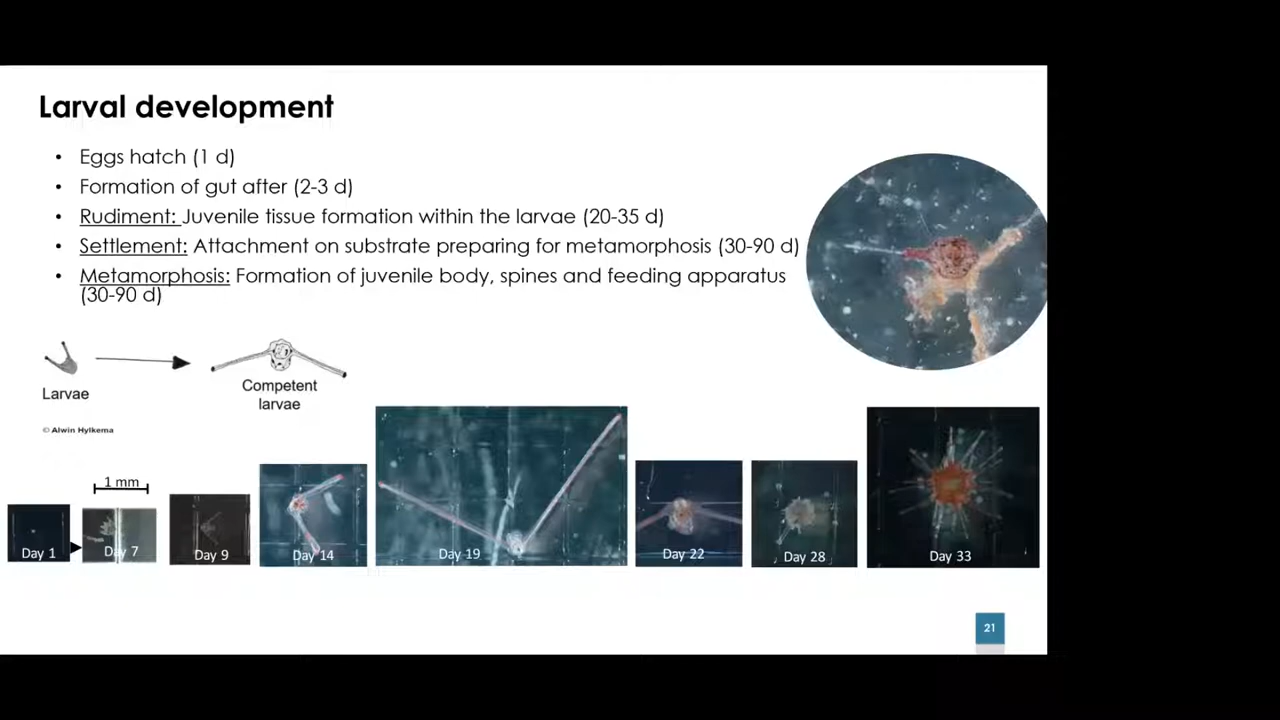 Larval development
• Eggs hatch (1 d)
• Formation of gut after (2-3 d)
• Rudiment: Juvenile tissue formation within the larvae (20-35 d)
• Settlement: Attachment on substrate preparing for metamorphosis (30-90 d)
• Metamorphosis: Formation of juvenile body, spines and feeding apparatus
(30-90 d)
Larvae
Competent
larvae
© Alwin Hylkema
1 mm
Day 1
Day 7
Day 9
Day 14
Day 19
Day 22
Day 28
Day 33
21